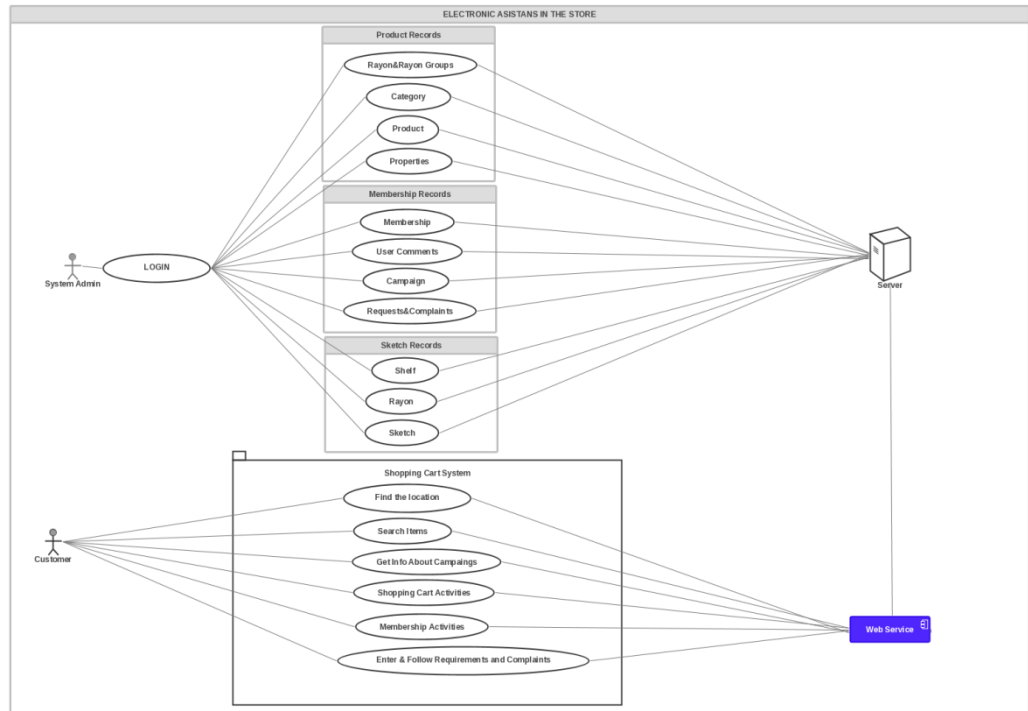 ELECTRONIC ASISTANS IN THE STORE
Product Records
Rayon&Rayon Groups
Category
Product
Properties
Membership Records
Membership
User Comments
Campaign
Requests&Complaints
System Admin
LOGIN
Server
Sketch Records
Shelf
Rayon
Sketch
Shopping Cart System
Find the location
Search Items
Get Info About Campaings
Shopping Cart Activities
Membership Activities
Enter & Follow Requirements and Complaints
Customer
Web Service